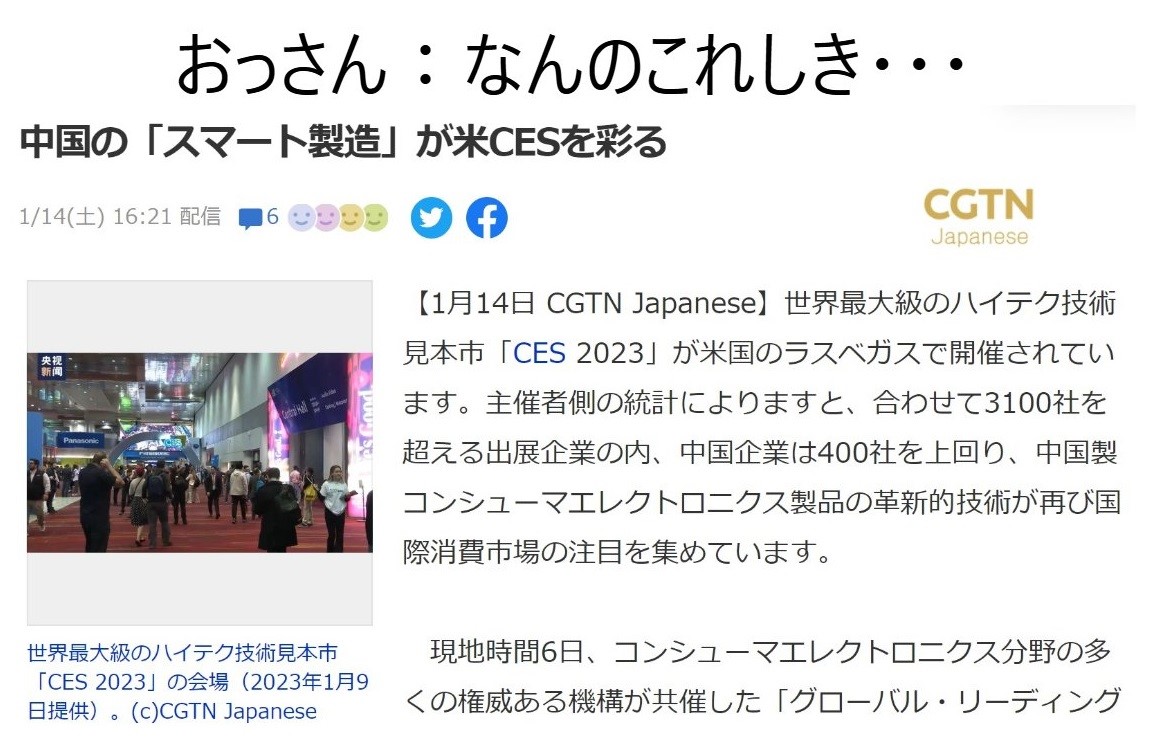 おっさん：なんのこれしき・・・
中国の「スマート製造」が米CESを彩る
1/14(土) 16:21 配信 6
CGTN
Japanese
【1月14日 CGTN Japanese】世界最大級のハイテク技術
見本市「CES 2023」が米国のラスベガスで開催されてい
ます。主催者側の統計によりますと、合わせて3100社を
超える出展企業の内、中国企業は400社を上回り、中国製
コンシューマエレクトロニクス製品の革新的技術が再び国
際消費市場の注目を集めています。
现地時間6日、コンシューマエレクトロニクス分野の多
くの権威ある機構が共催した「グローバル・リーディング
央视
新闻
Panasonic
CES
Central Hall
世界最大級のハイテク技術見本市
「CES 2023」の会場（2023年1月9
日提供）。(c)CGTN Japanese